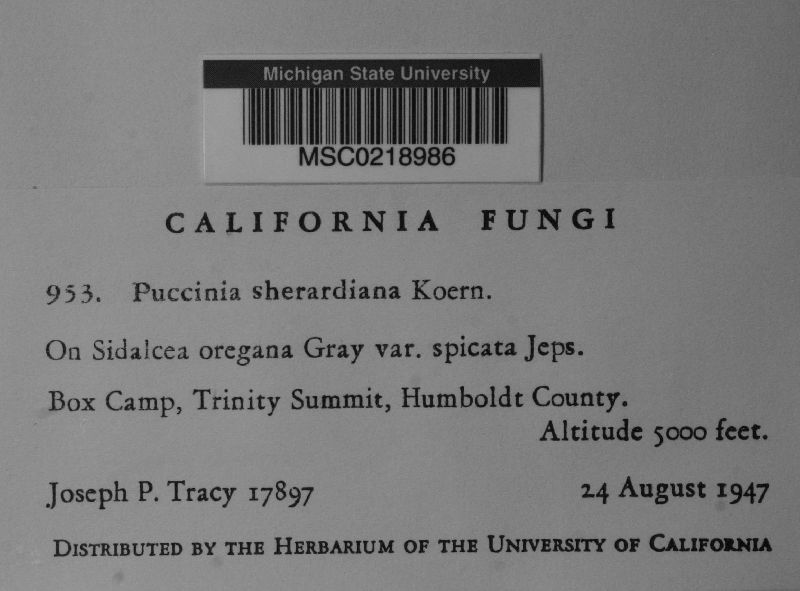 Michigan State University
MSC0218986
CALIFORNIA FUNGI
953. Puccinia sherardiana Koern.
On Sidalcea oregana Gray var. spicata Jeps.
Box Camp, Trinity Summit, Humboldt County.
Altitude 5000 feet.
Joseph P. Tracy 17897 24 August 1947
DISTRIBUTED BY THE HERBARIUM OF THE UNIVERSITY OF CALIFORNIA